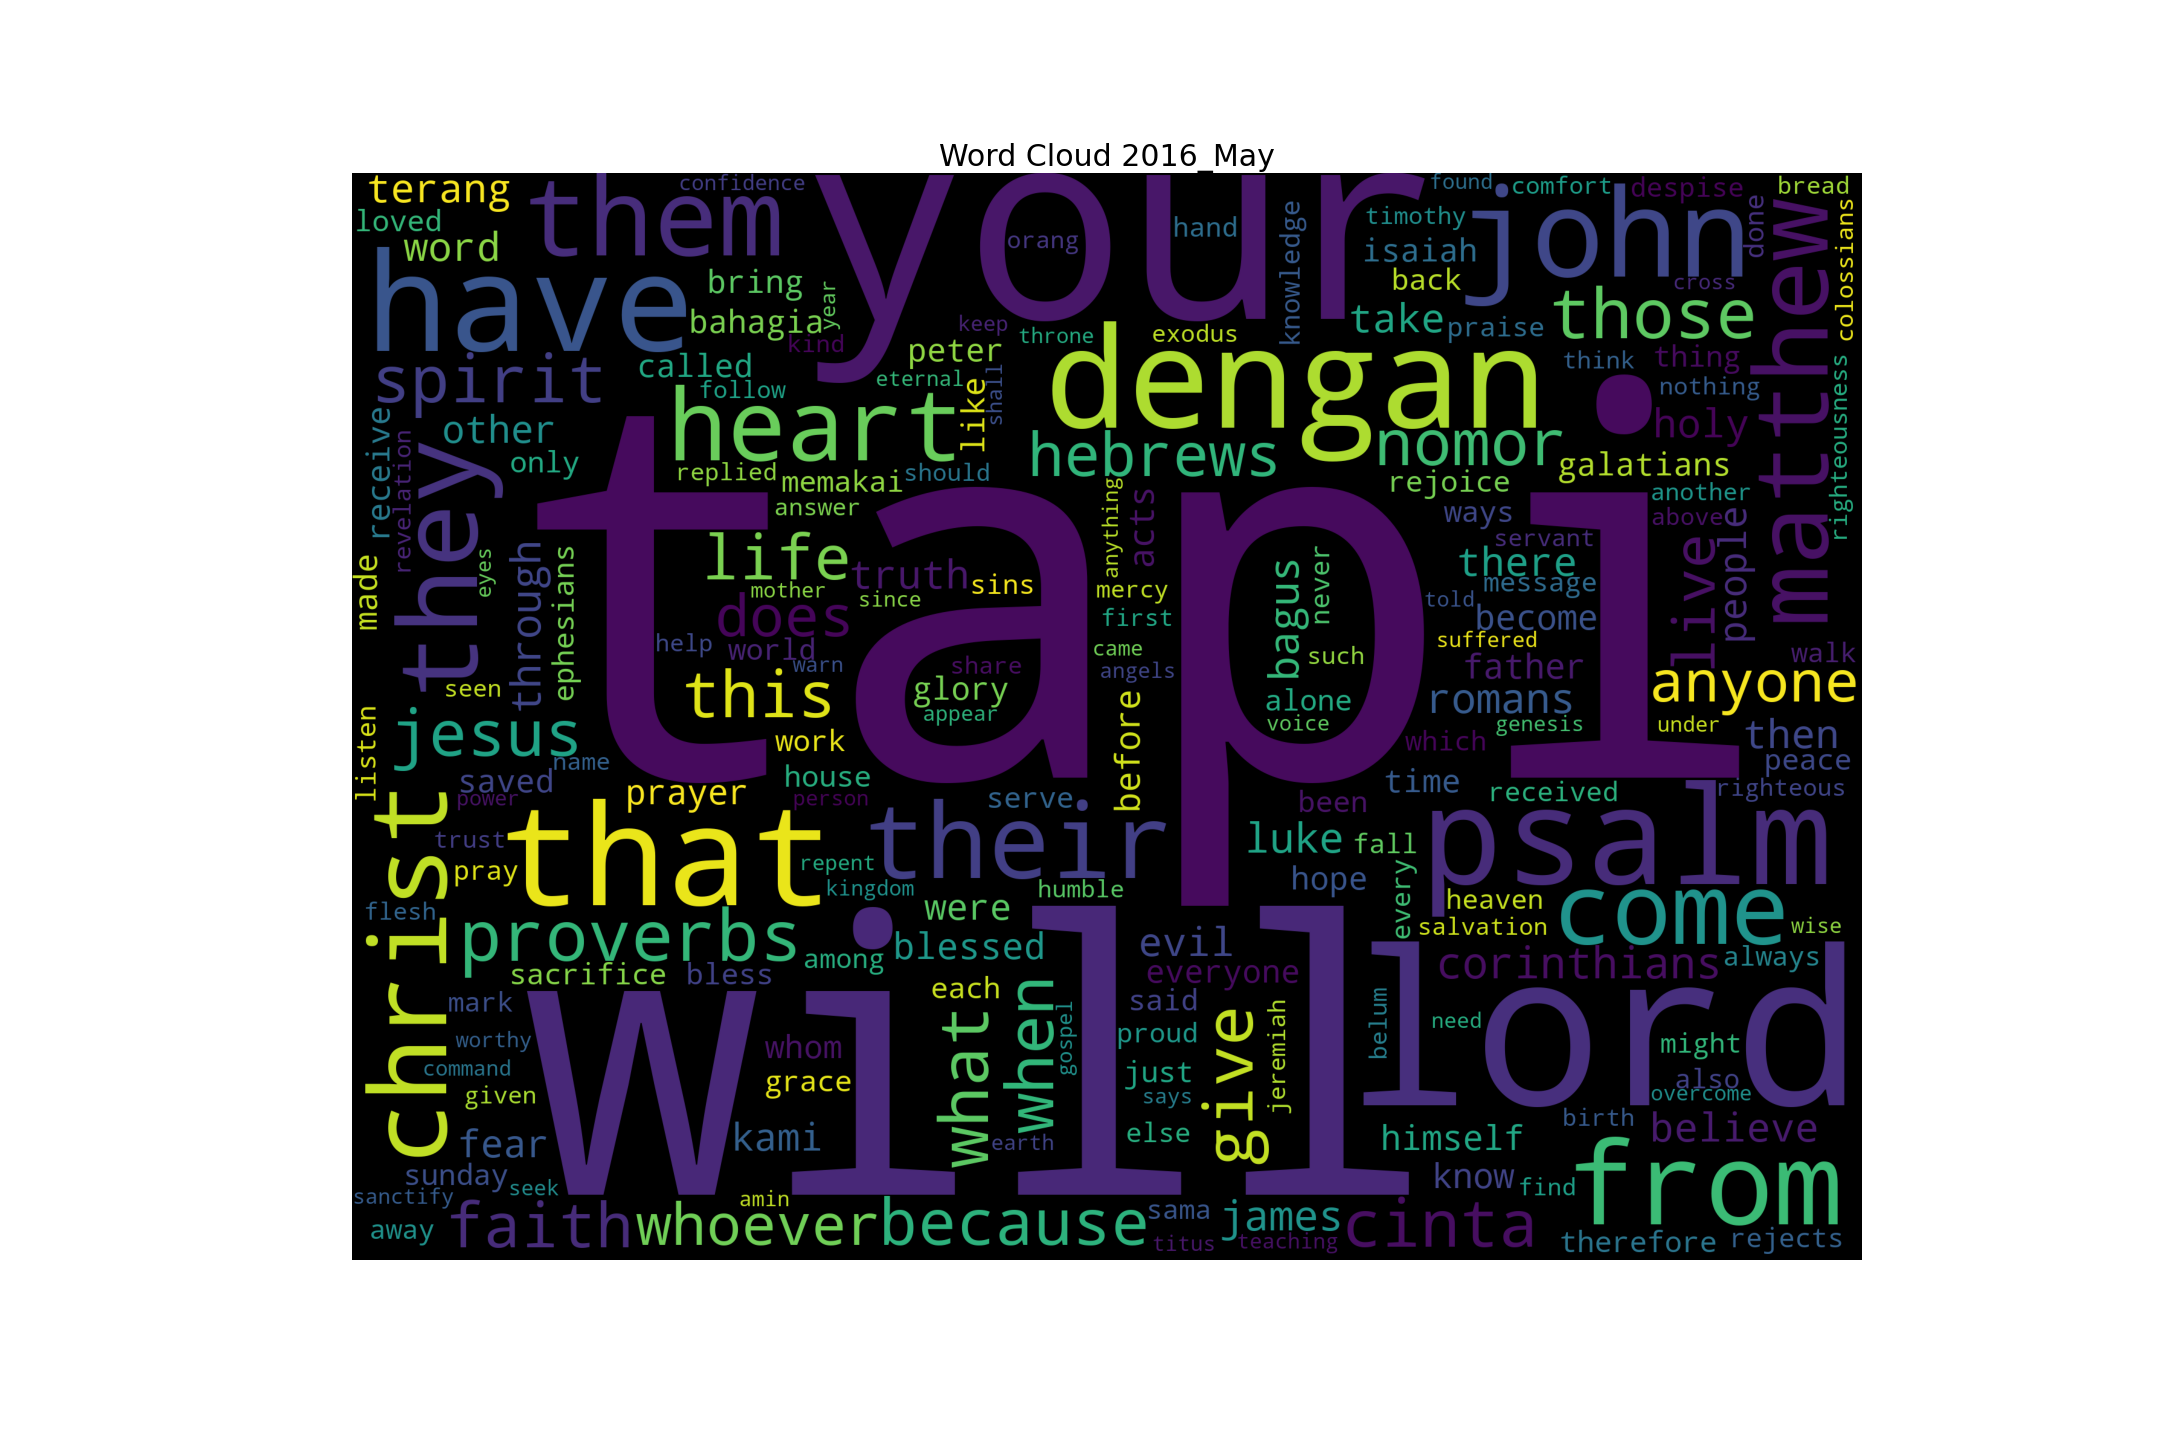 Word Cloud 2016_May
terang
confidence
them
your
found
comfort
despise
bread
loved
word
orang
hand
knowledge
timothy
isaiah
john
done
matthew
colossians
have
bring
bahagia
year
kind
keep
throne
exodus
back
take
praise
cross
those
spirit
called
follow
peter
eternal
like
shall
dengan
think
thing
nothing
righteousness
receive
revelation
they
other
only
heart
replied
memakai
should
answer
hebrews
nomor
rejoice
holy
galatians
another
above
people
live
tapi
made
eyes
through
ephesians
life
truth
sins
mother
since
does
anything
acts
mercy
first
bagus
never
ways
servant
there
message
told
become
suffered
help
world
warn
share
came
angels
such
father
walk
seen
this
glory
appear
before
alone
voice
romans
genesis
anyone
under
listen
jesus
name
work
which
then
peace
saved
house
power
prayer
person
serve
been
time
received
righteous
christ
trust
that
their
luke
fall
psalm
pray
repent
kingdom
humble
hope
every
heaven
salvation
come
wise
flesh
proverbs
were
blessed
evil
among
sacrifice
bless
everyone
corinthians
always
mark
will
each
what
when
gospel
said
proud
give
jeremiah
belum
lord
need
might
worthy
command
whom
grace
just
says
also
overcome
given
fear
kami
earth
else
himself
birth
believe
sunday
know
find
from
sanctify
seek
amin
away
faith
whoever
because
sama
titus
james
teaching
cinta
therefore
rejects